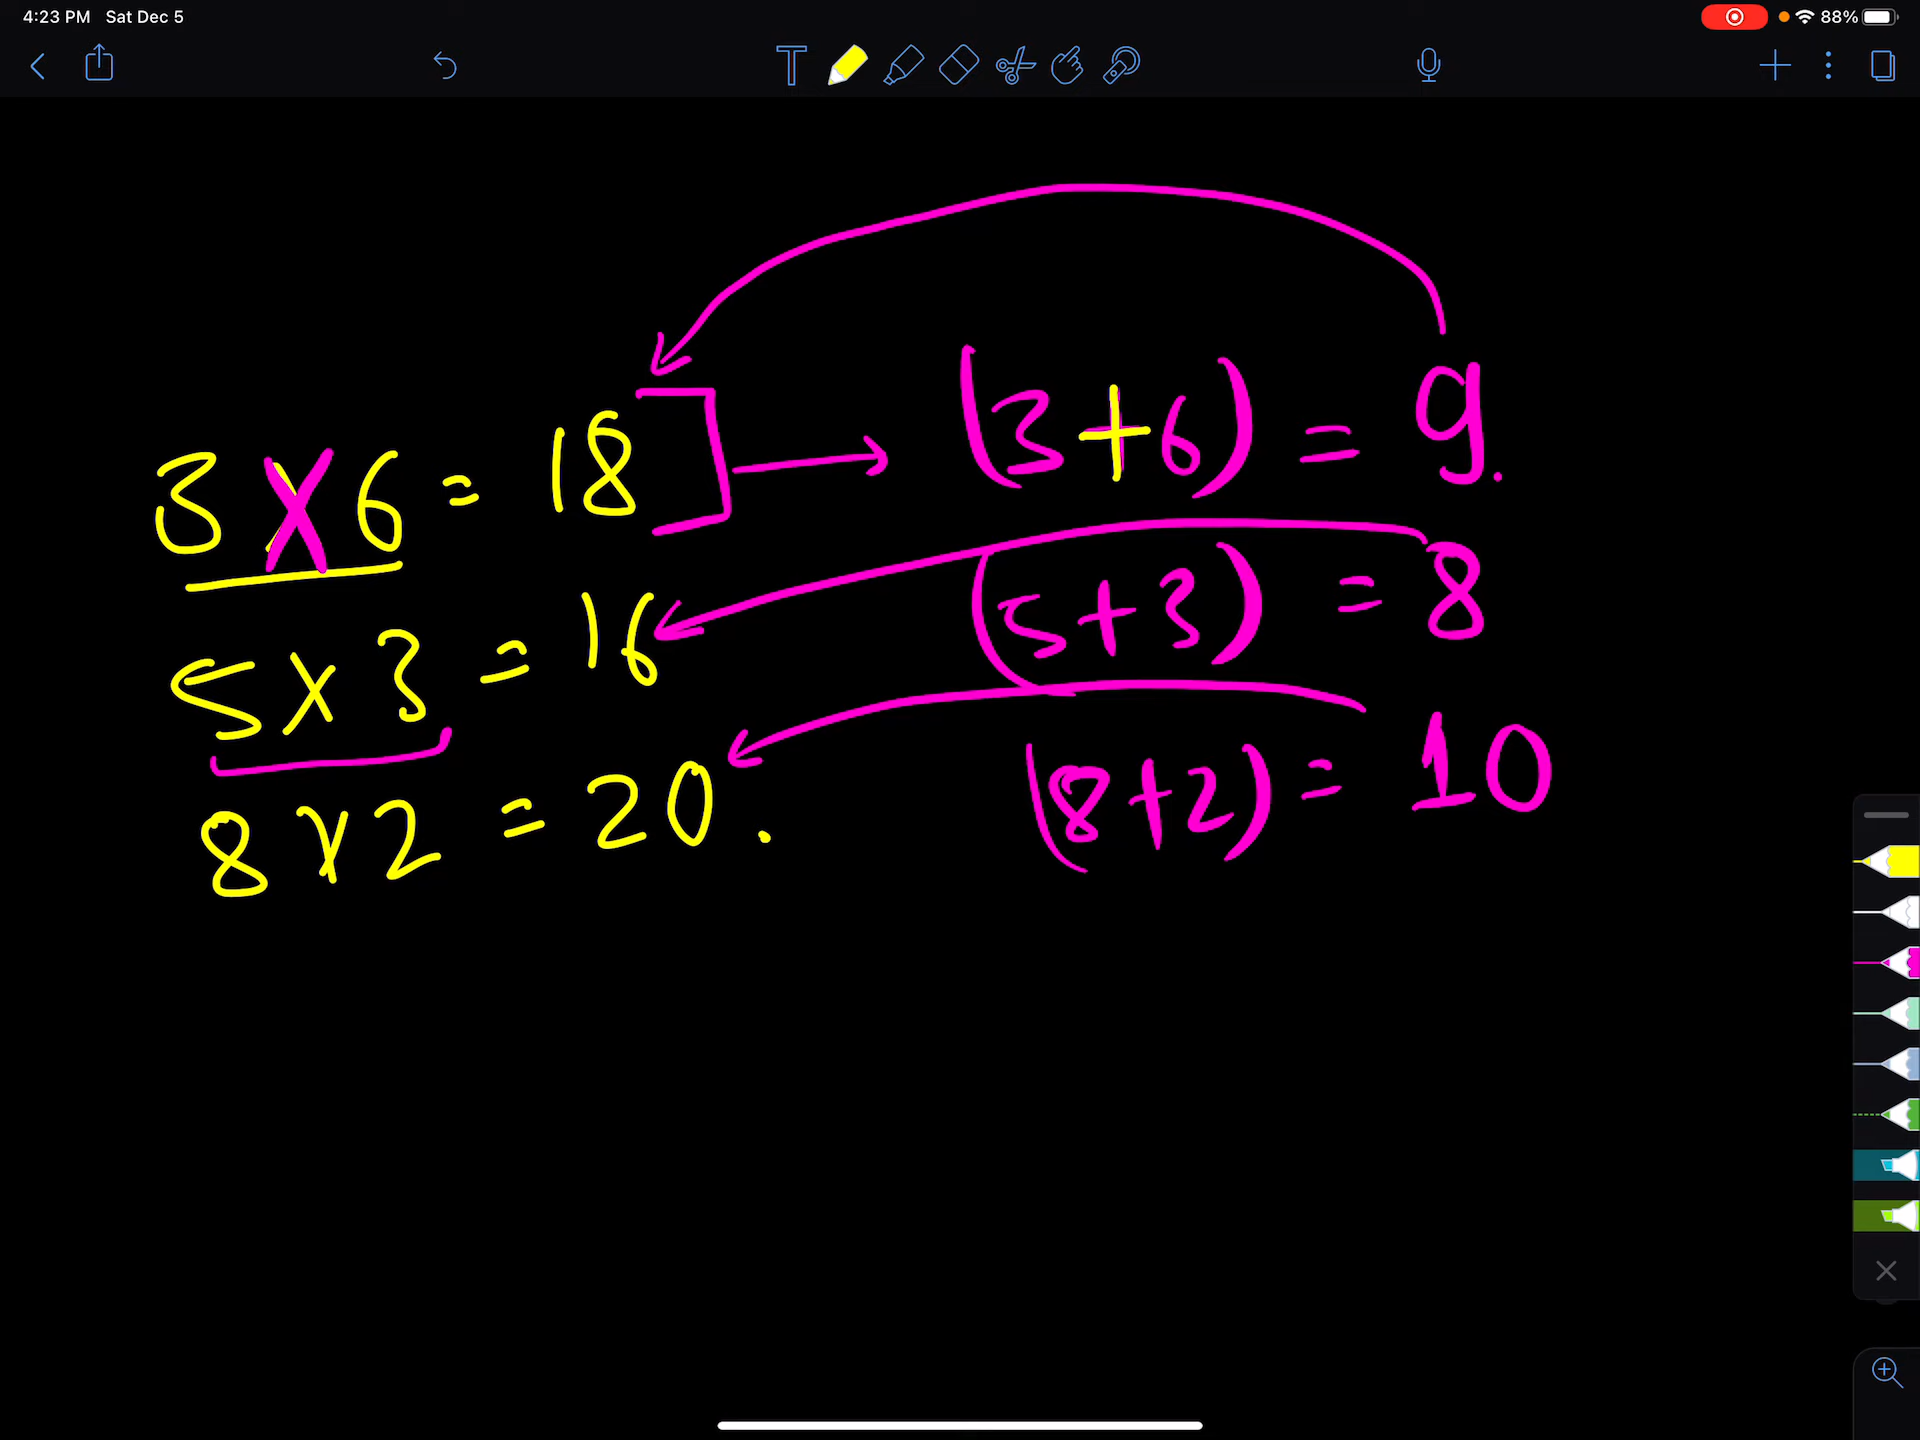 4:23 PM Sat Dec 5 88%
T
3 X 6 = 18 → (3+6) = 9.
5 x 3 = 16 (5+3) = 8
8 x 2 = 20. (8+2) = 10